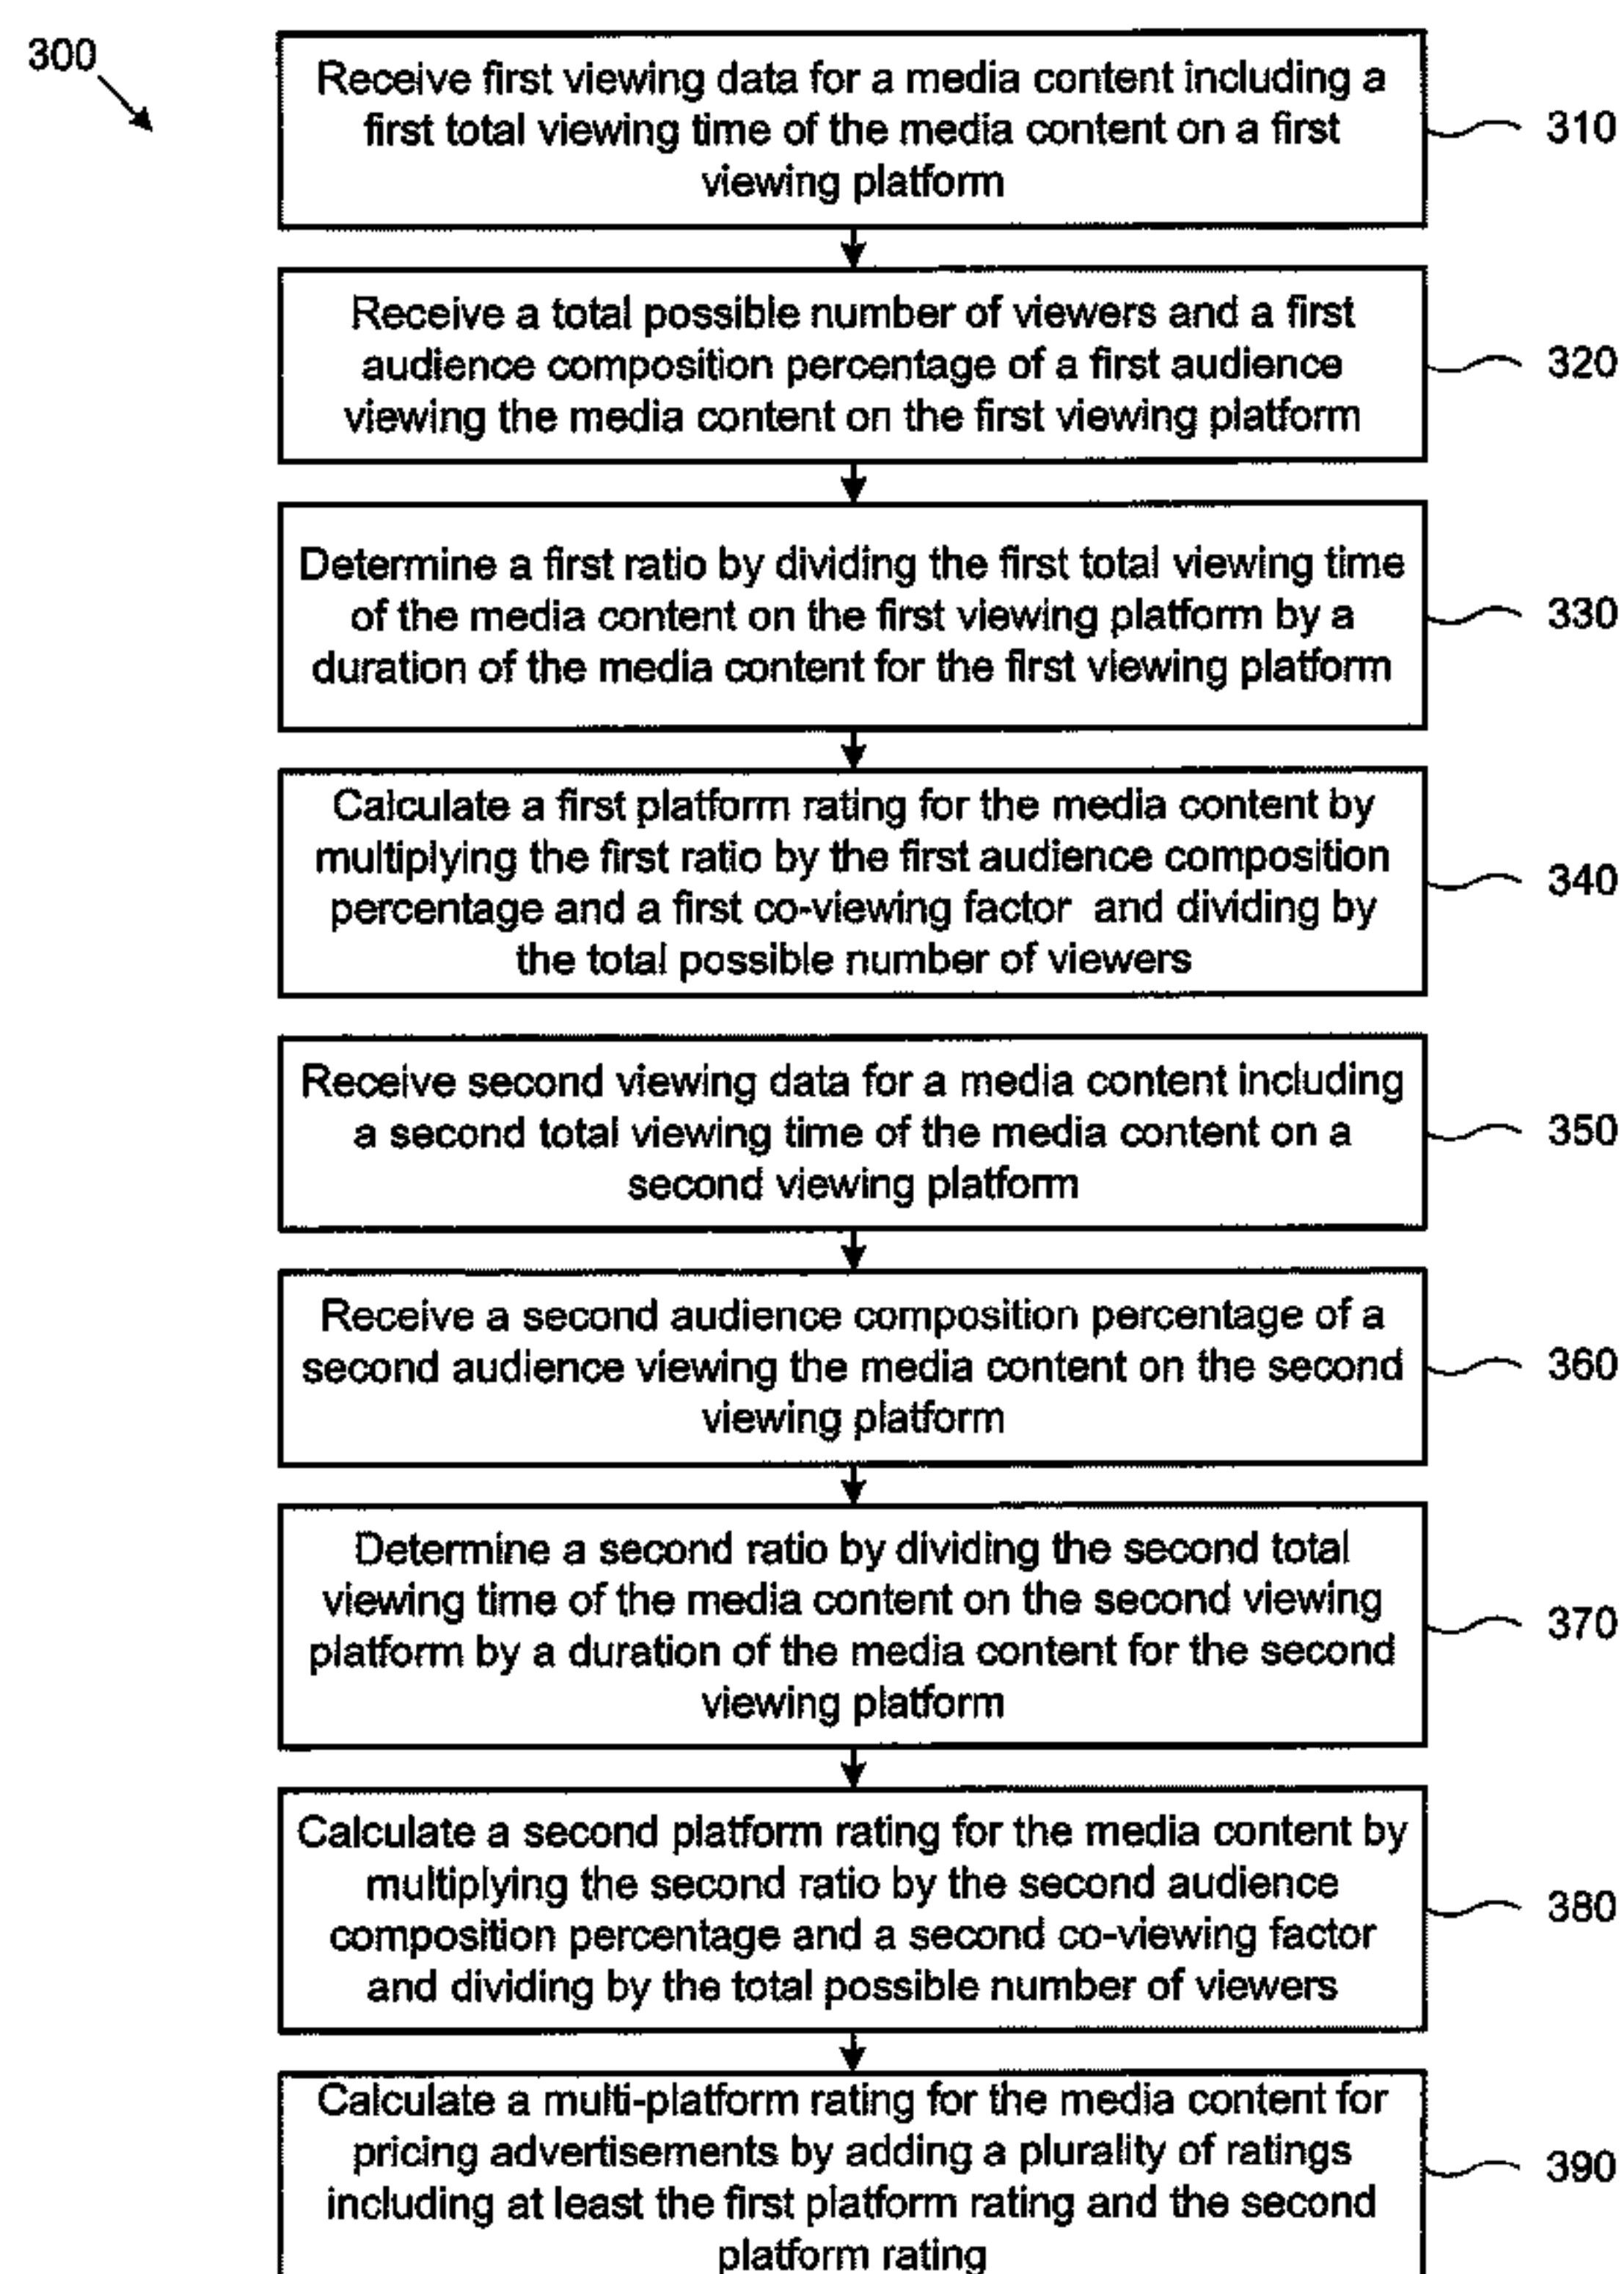 300
Receive first viewing data for a media content including a
first total viewing time of the media content on a first
viewing platform
310
Receive a total possible number of viewers and a first
audience composition percentage of a first audience
viewing the media content on the first viewing platform
320
Determine a first ratio by dividing the first total viewing time
of the media content on the first viewing platform by a
duration of the media content for the first viewing platform
330
Calculate a first platform rating for the media content by
multiplying the first ratio by the first audience composition
percentage and a first co-viewing factor and dividing by
the total possible number of viewers
340
Receive second viewing data for a media content including
a second total viewing time of the media content on a
second viewing platform
350
Receive a second audience composition percentage of a
second audience viewing the media content on the second
viewing platform
360
Determine a second ratio by dividing the second total
viewing time of the media content on the second viewing
platform by a duration of the media content for the second
viewing platform
370
Calculate a second platform rating for the media content by
multiplying the second ratio by the second audience
composition percentage and a second co-viewing factor
and dividing by the total possible number of viewers
380
Calculate a multi-platform rating for the media content for
pricing advertisements by adding a plurality of ratings
including at least the first platform rating and the second
platform rating
390